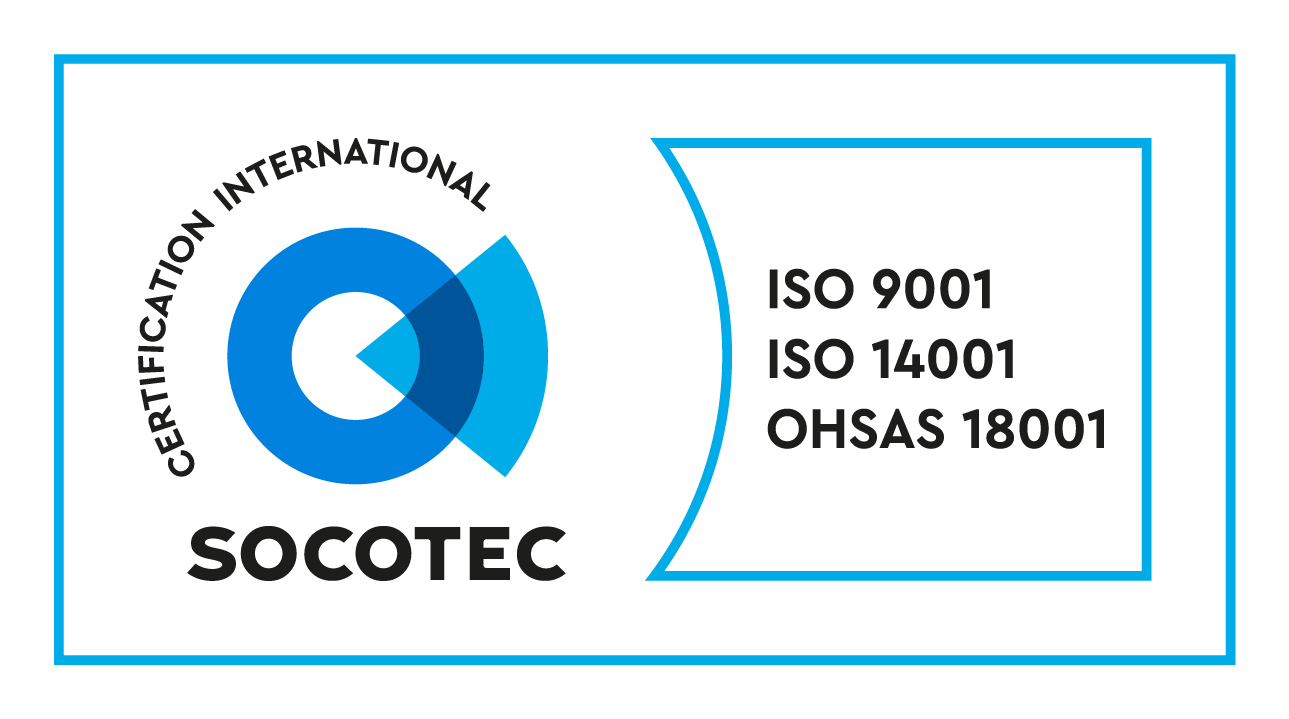 CERTIFICATION INTERNATIONAL
SOCOTEC
ISO 9001
ISO 14001
OHSAS 18001